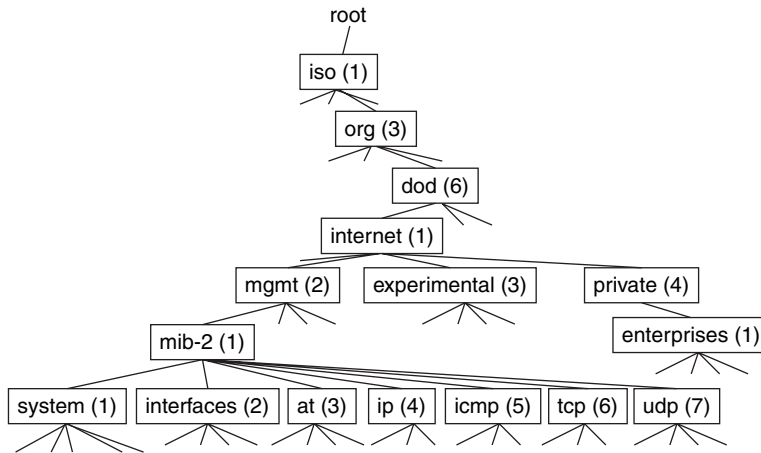 root
iso (1)
org (3)
dod (6)
internet (1)
mgmt (2) experimental (3) private (4)
mib-2 (1) enterprises (1)
system (1) interfaces (2) at (3) ip (4) icmp (5) tcp (6) udp (7)